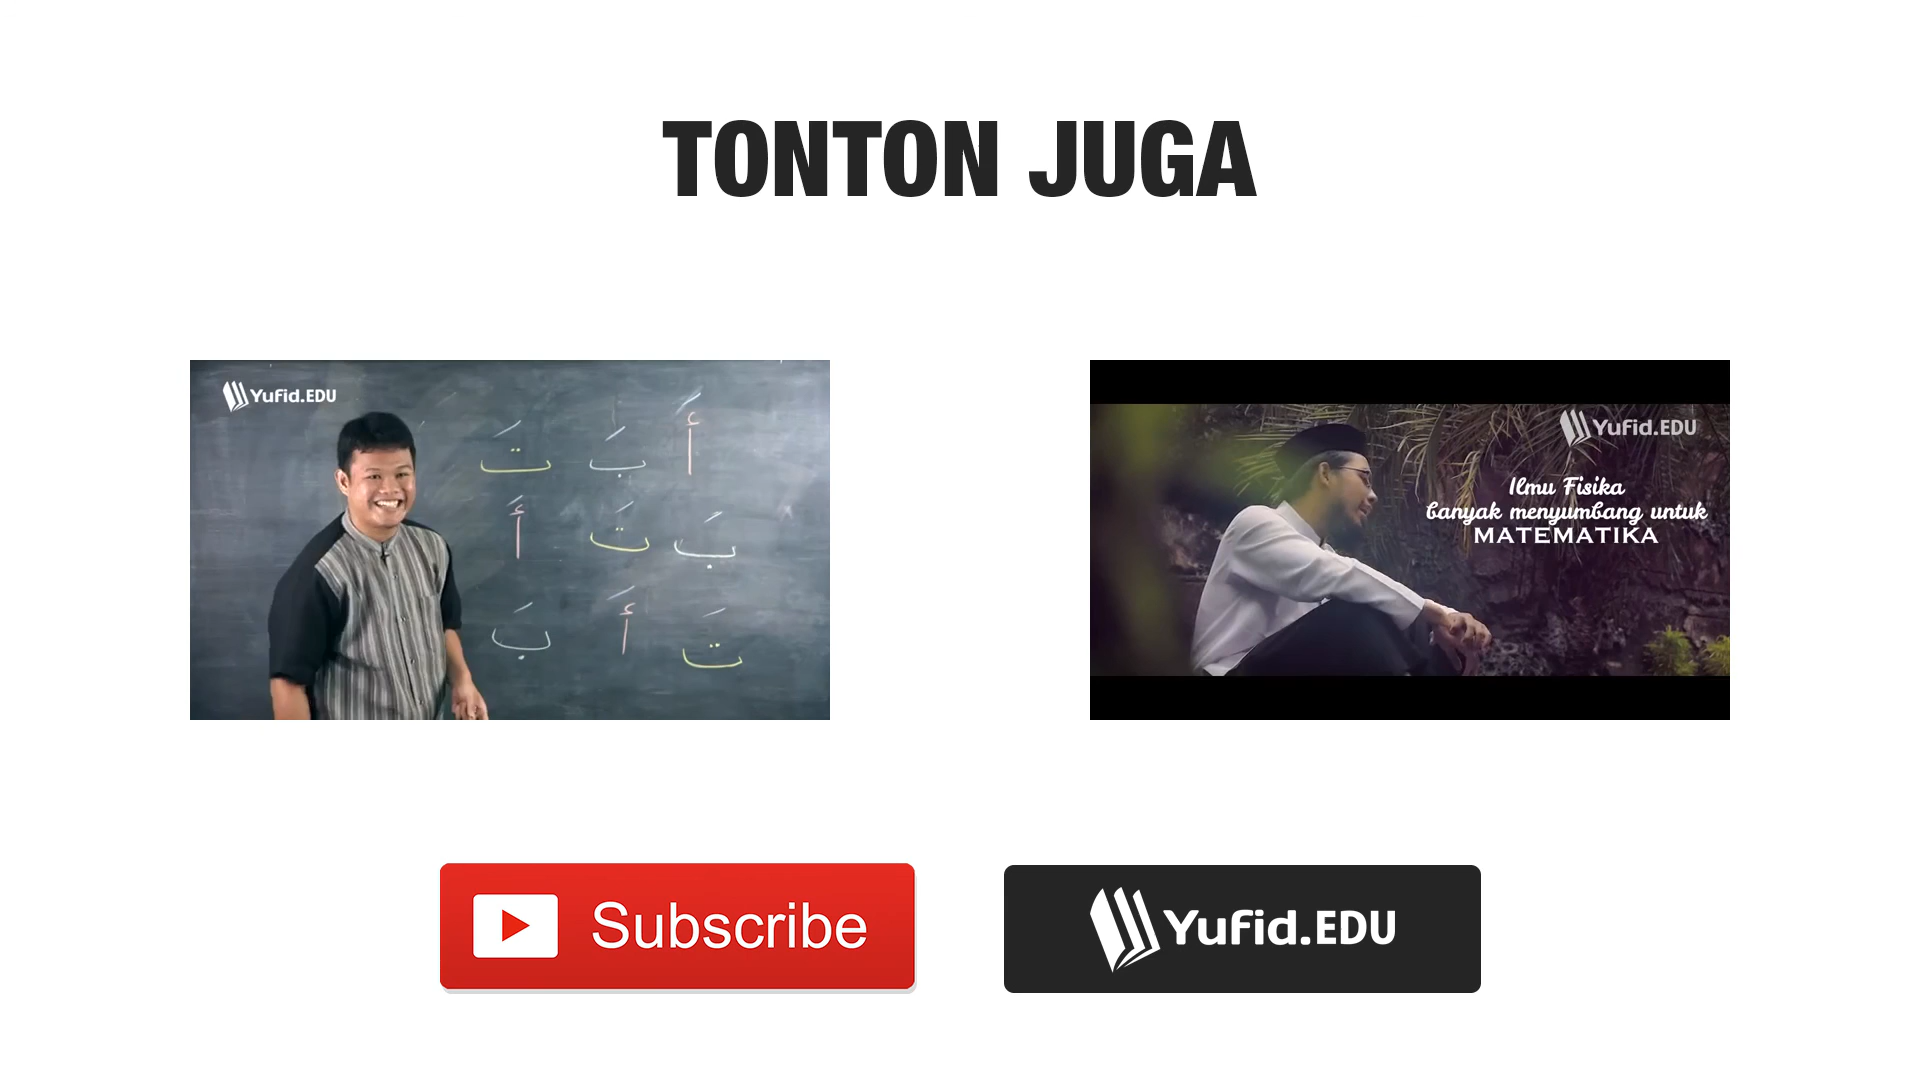 TONTON JUGA
Yufid.EDU
أَ بَ تَ
بَ تَ أَ
تَ أَ بَ
Yufid.EDU
Ilmu Fisika
banyak menyumbang untuk
MATEMATIKA
Subscribe
Yufid.EDU